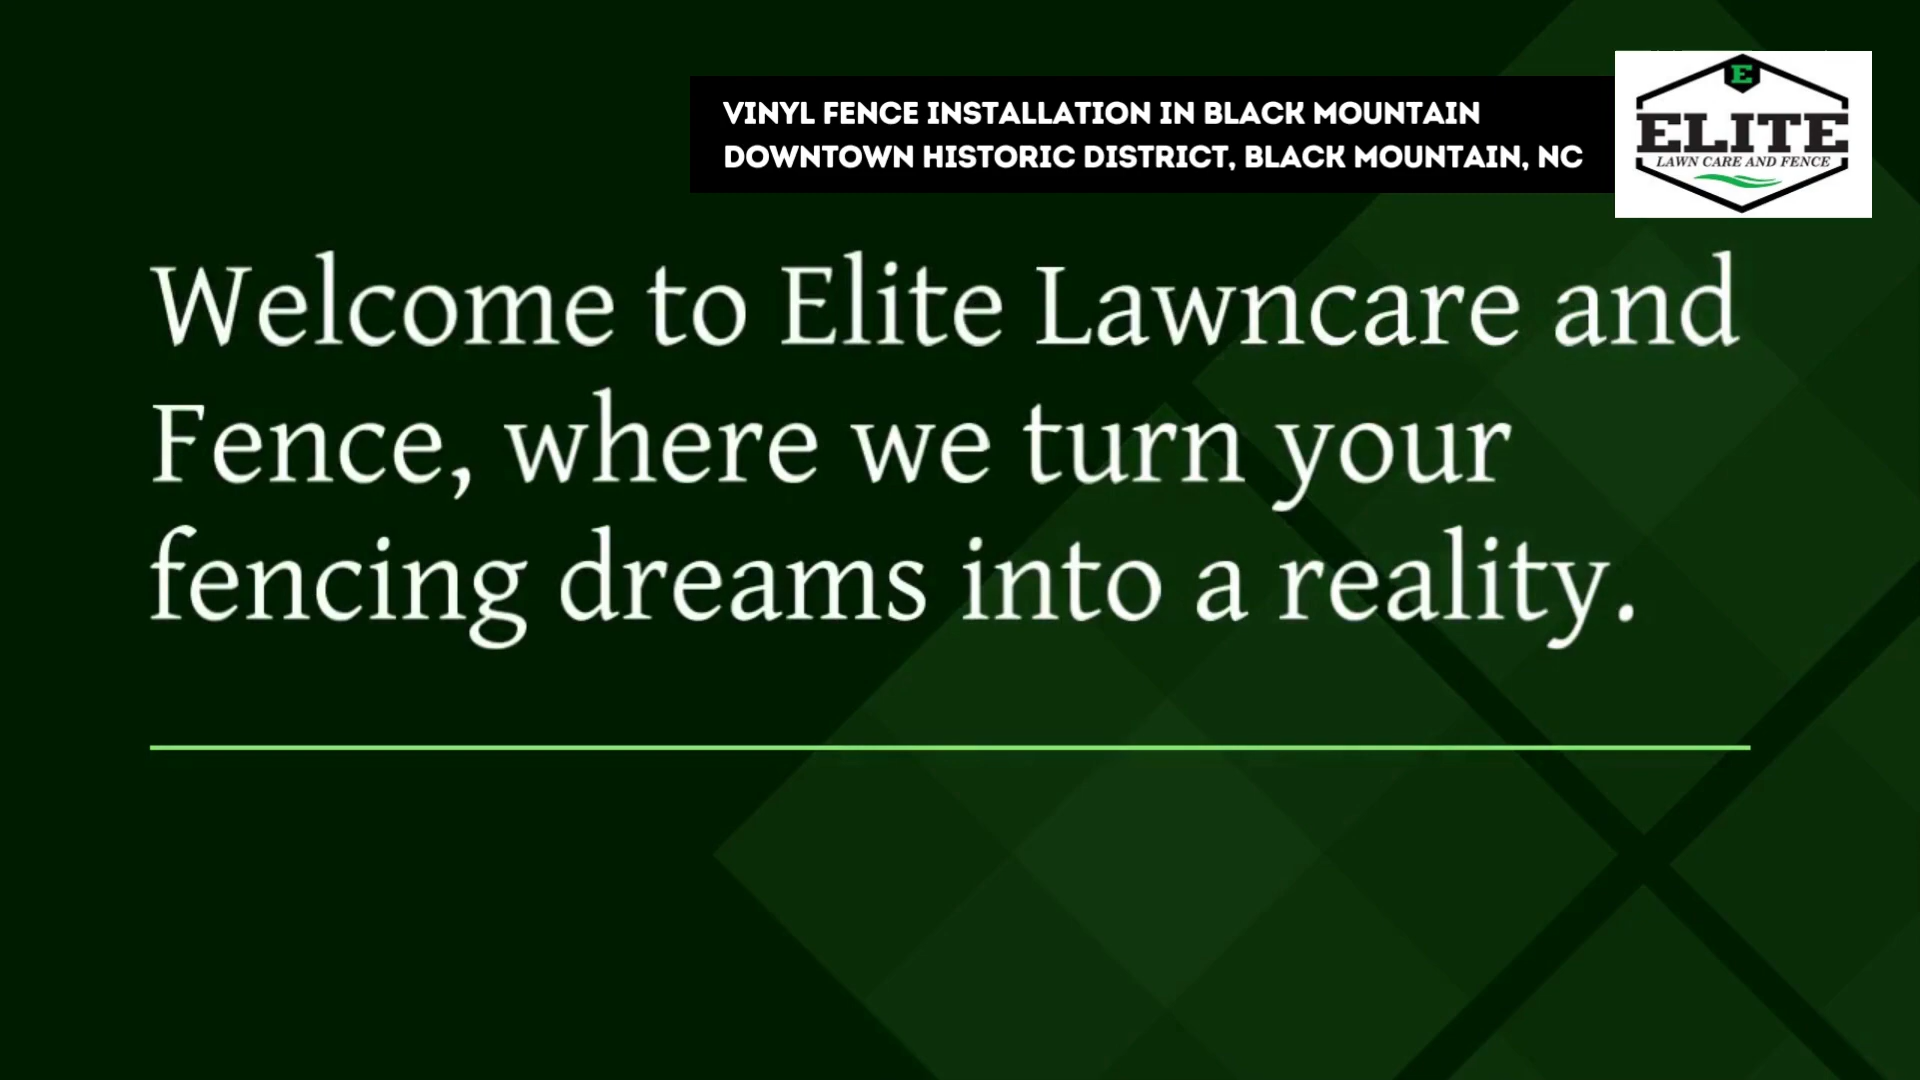 VINYL FENCE INSTALLATION IN BLACK MOUNTAIN
DOWNTOWN HISTORIC DISTRICT, BLACK MOUNTAIN, NC
E
ELITE
LAWN CARE AND FENCE
Welcome to Elite Lawncare and
Fence, where we turn your
fencing dreams into a reality.